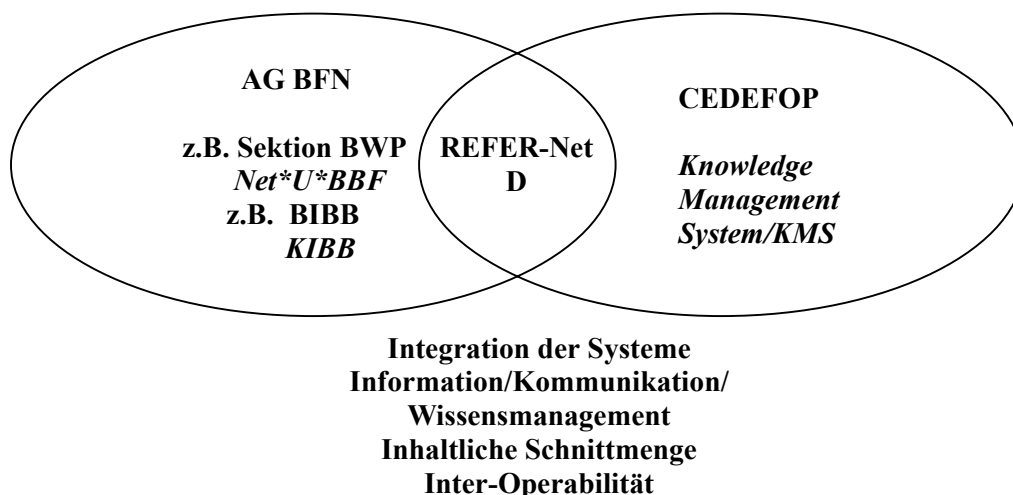 AG BFN
z.B. Sektion BWP
Net*U*BBF
z.B. BIBB
KIBB
REFER-Net
D
CEDEFOP
Knowledge
Management
System/KMS
Integration der Systeme
Information/Kommunikation/
Wissensmanagement
Inhaltliche Schnittmenge
Inter-Operabilität